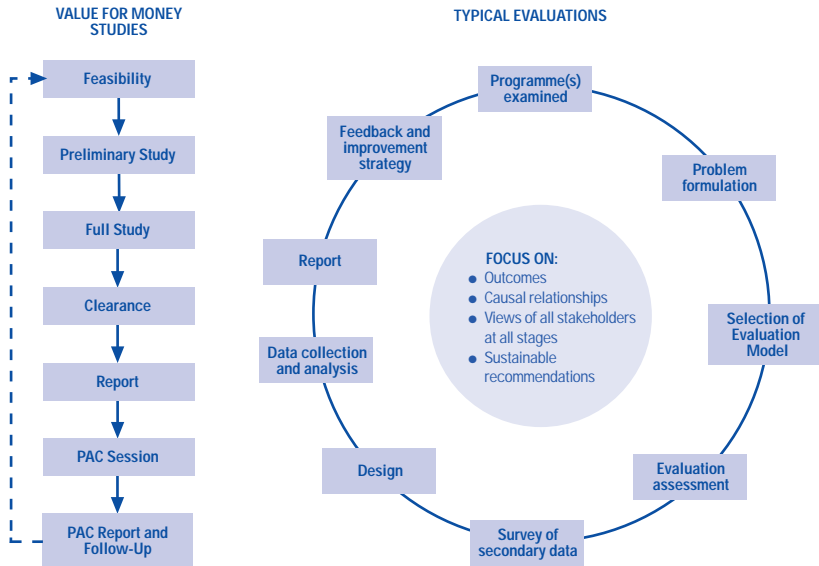 VALUE FOR MONEY
STUDIES
Feasibility
Preliminary Study
Full Study
Clearance
Report
PAC Session
PAC Report and
Follow-Up
TYPICAL EVALUATIONS
Programme(s)
examined
Problem
formulation
Selection of
Evaluation
Model
Evaluation
assessment
Survey of
secondary data
Design
Data collection
and analysis
Report
Feedback and
improvement
strategy
FOCUS ON:
● Outcomes
● Causal relationships
● Views of all stakeholders
at all stages
● Sustainable
recommendations